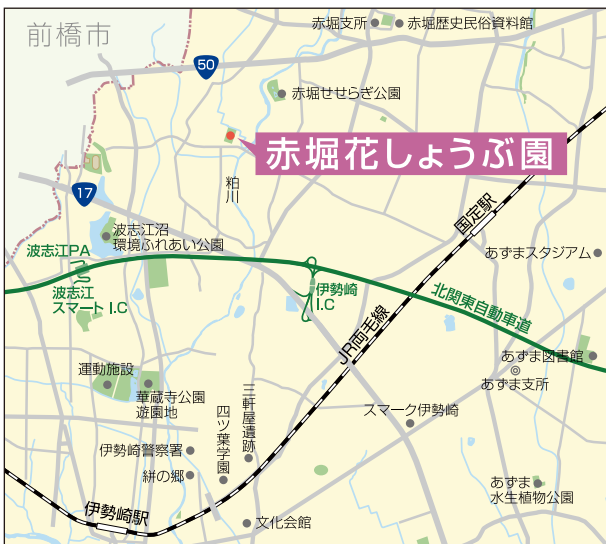 前橋市
赤堀支所
赤堀歴史民俗資料館
50
赤堀せせらぎ公園
赤堀花しょうぶ園
粕川
17
国定駅
波志江沼
環境ふれあい公園
波志江PA
あずまスタジアム
波志江
スマート I.C
伊勢崎
I.C
北関東自動車道
JR両毛線
あずま図書館
あずま支所
運動施設
華蔵寺公園
遊園地
三軒屋遺跡
四ツ葉学園
スマーク伊勢崎
伊勢崎警察署
絣の郷
あずま
水生植物公園
伊勢崎駅
文化会館